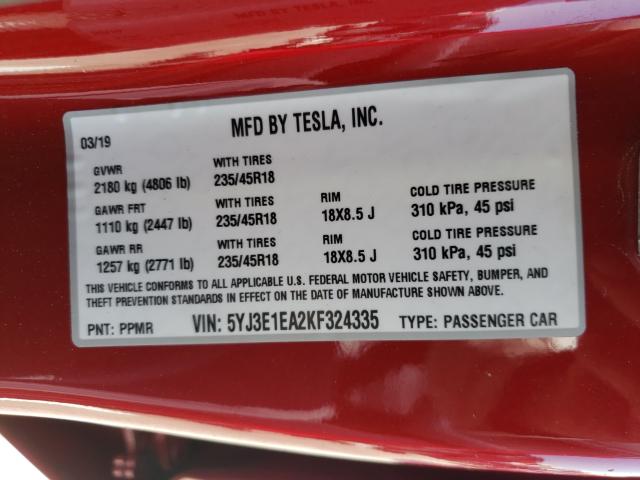 MFD BY TESLA, INC.
03/19
GVWR WITH TIRES
2180 kg (4806 lb) 235/45R18
GAWR FRT WITH TIRES RIM COLD TIRE PRESSURE
1110 kg (2447 lb) 235/45R18 18X8.5 J 310 kPa, 45 psi
GAWR RR WITH TIRES RIM COLD TIRE PRESSURE
1257 kg (2771 lb) 235/45R18 18X8.5 J 310 kPa, 45 psi
THIS VEHICLE CONFORMS TO ALL APPLICABLE U.S. FEDERAL MOTOR VEHICLE SAFETY, BUMPER, AND
THEFT PREVENTION STANDARDS IN EFFECT ON THE DATE OF MANUFACTURE SHOWN ABOVE.
PNT: PPMR VIN: 5YJ3E1EA2KF324335 TYPE: PASSENGER CAR